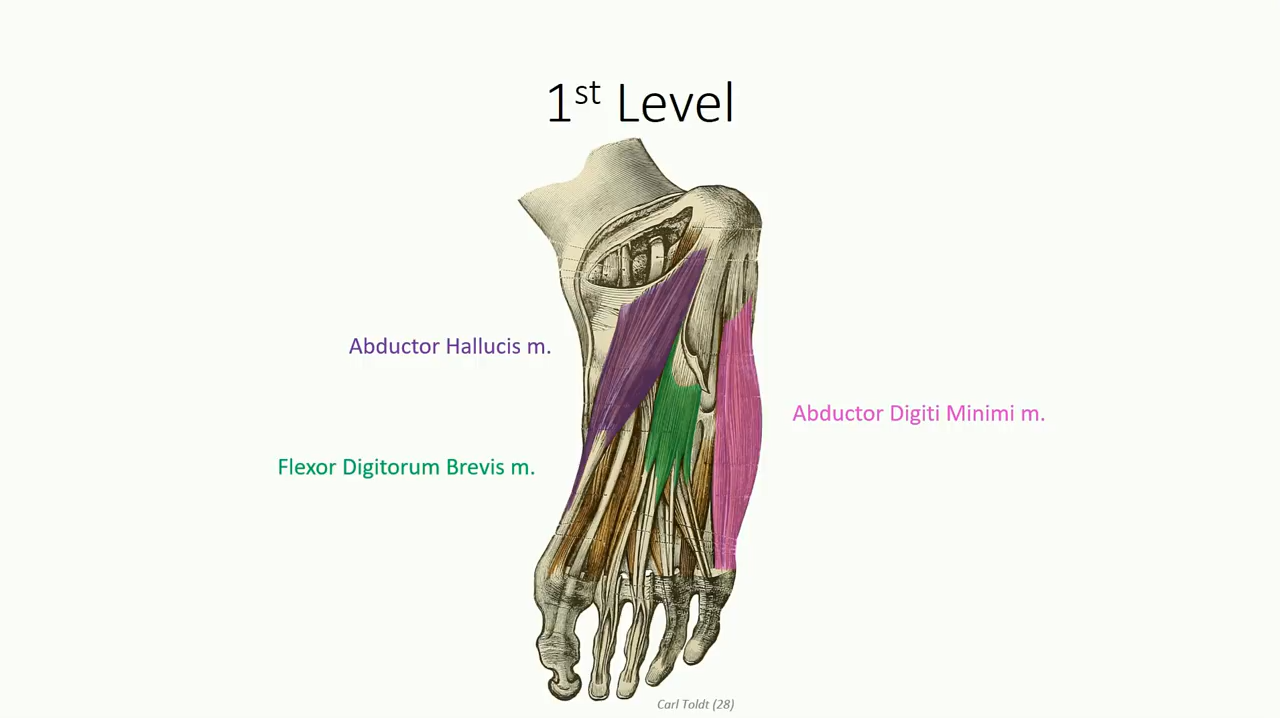 1st Level
Abductor Hallucis m.
Abductor Digiti Minimi m.
Flexor Digitorum Brevis m.
Carl Toldt (28)